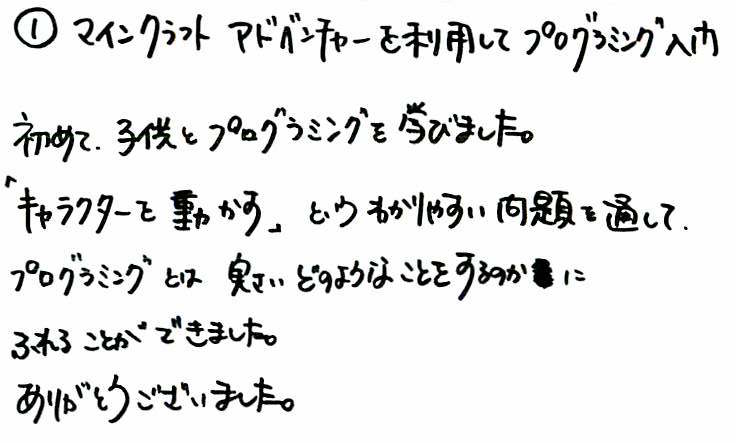 ① マインクラフト アドベンチャーを利用してプログラミング入門
初めて、子供とプログラミングを学びました。
「キャラクターを動かす」というわかりやすい問題を通して、
プログラミングとは実さいどのようなことをするのかに
ふれることができました。
ありがとうございました。